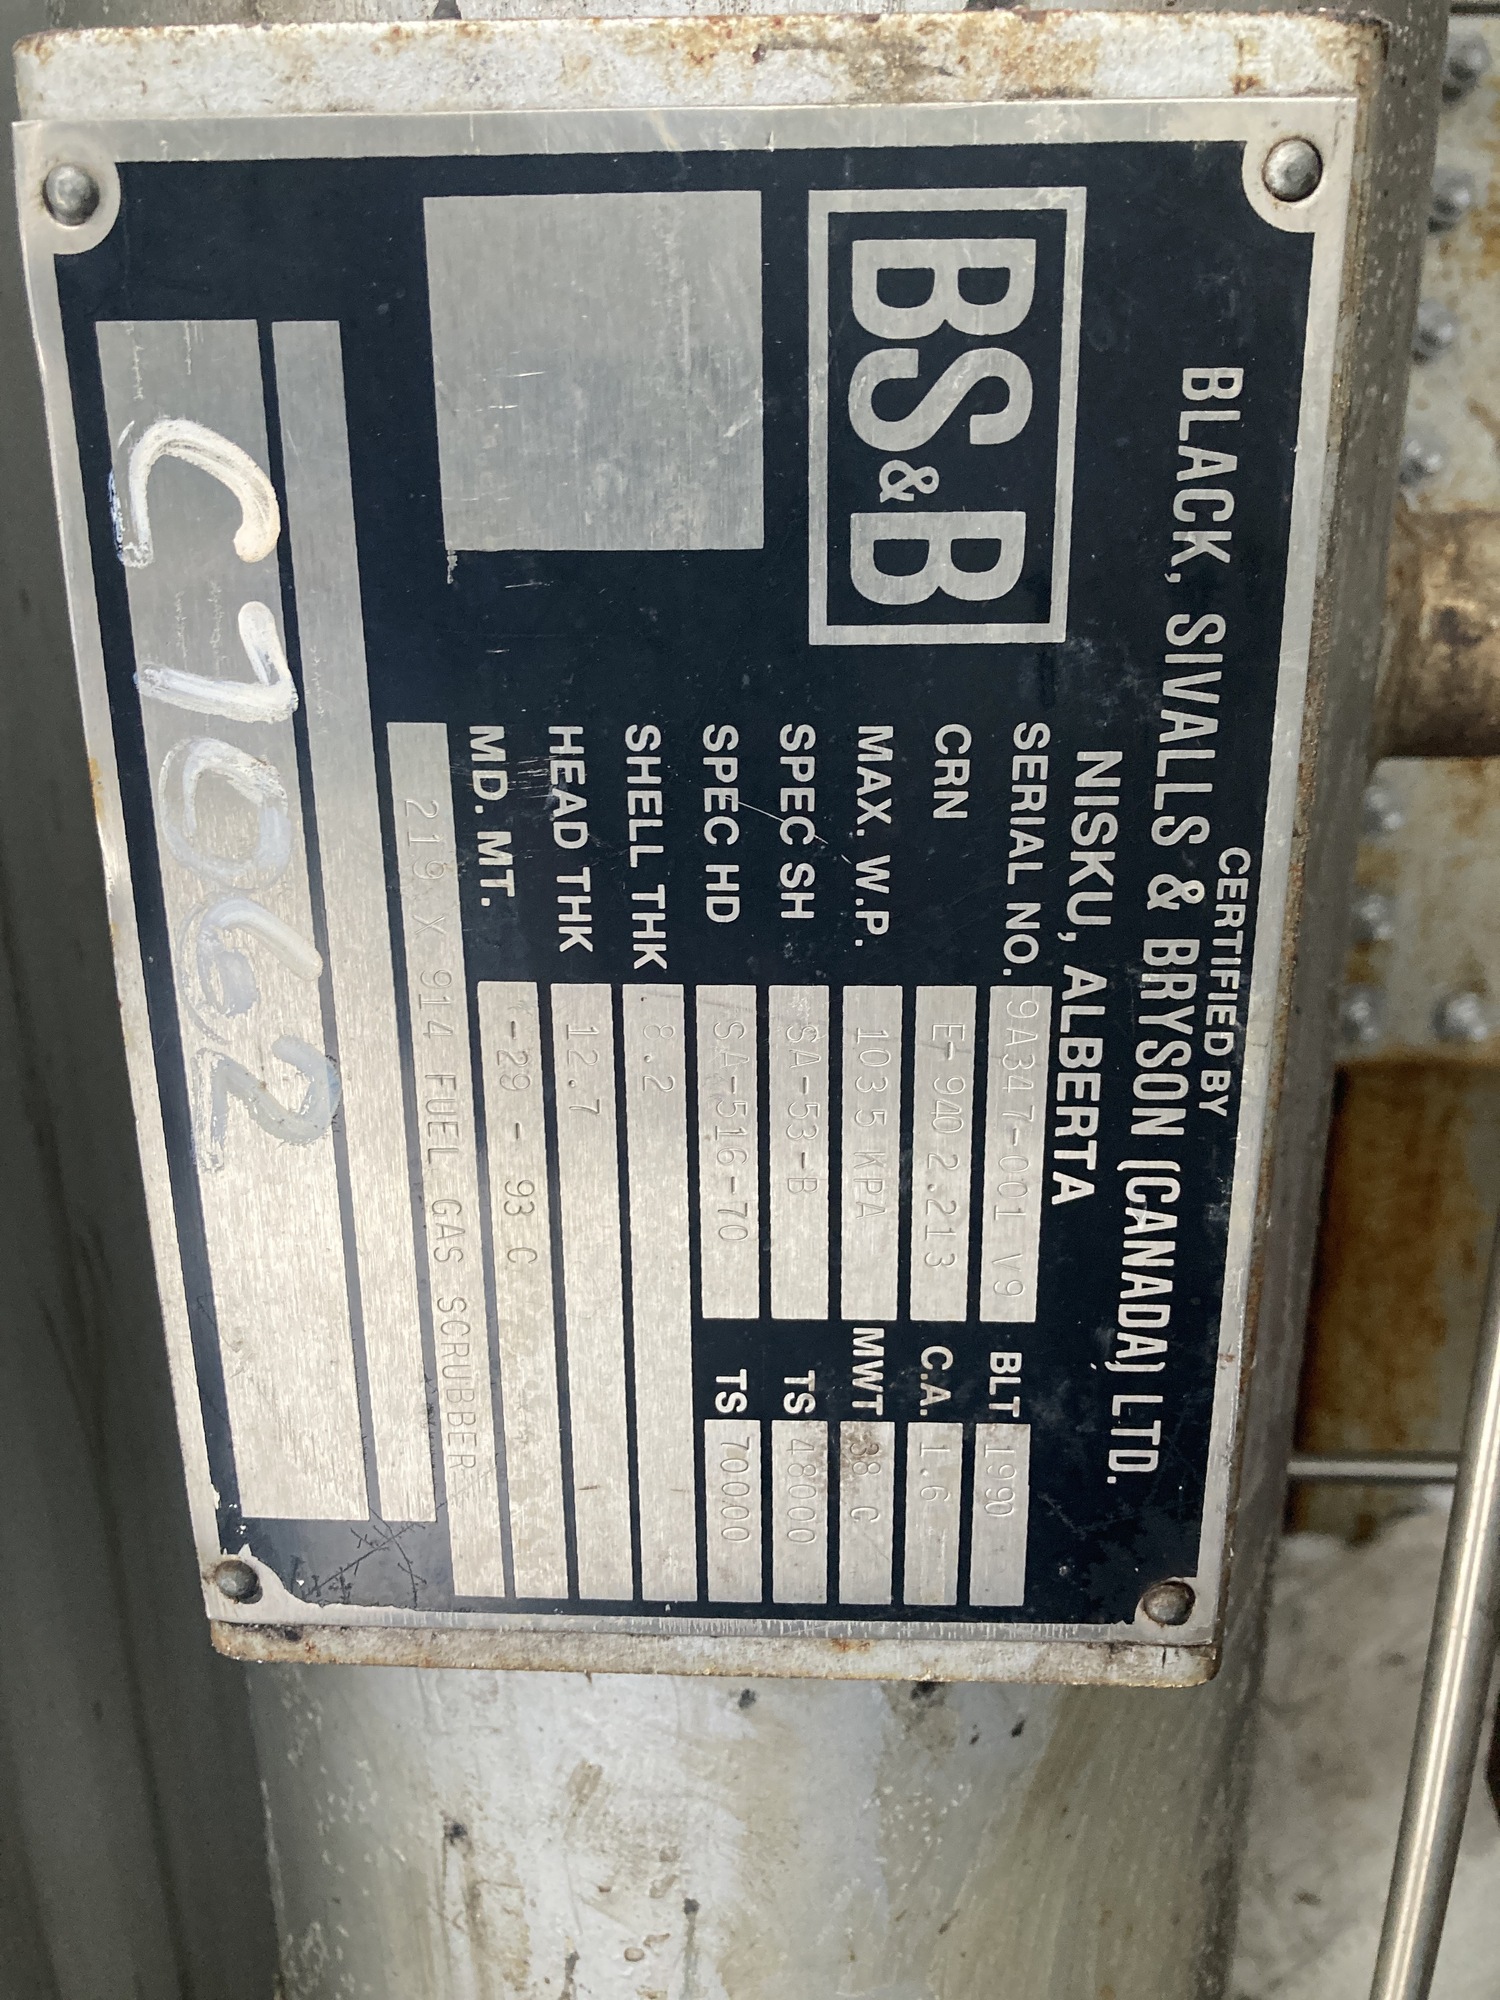 CERTIFIED BY
BLACK, SIVALLS & BRYSON (CANADA) LTD.
NISKU, ALBERTA
BS&B
SERIAL NO. 9A347-001 V9 BLT 1990
CRN E-9402.213 C.A. 1.6
MAX. W.P. 1035 KPA MWT 38 C
SPEC SH SA-53-B TS 48000
SPEC HD SA-516-70 TS 70000
SHELL THK 8.2
HEAD THK 12.7
MD. MT. -29 - 93 C
219 X 914 FUEL GAS SCRUBBER
C1062